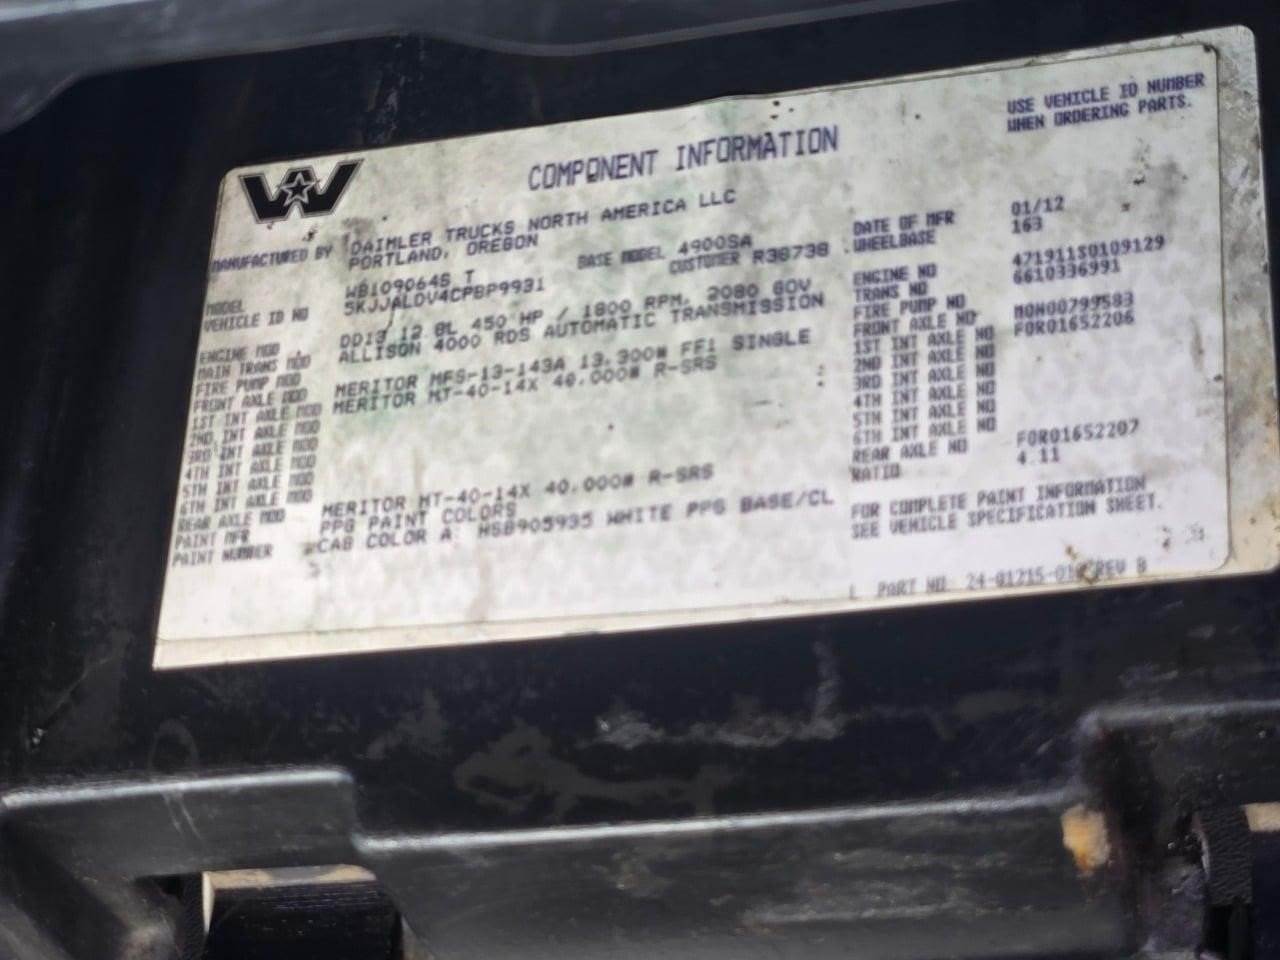 W
COMPONENT INFORMATION
USE VEHICLE ID NUMBER
WHEN ORDERING PARTS.
MANUFACTURED BY DAIMLER TRUCKS NORTH AMERICA LLC
PORTLAND, OREGON
MODEL WB109064S T BASE MODEL 4900SA
VEHICLE ID NO 5KJJALDV4CPBP9931 CUSTOMER R38738
ENGINE MOD DD13 12.8L 450 HP / 1800 RPM, 2080 GOV
MAIN TRANS MOD ALLISON 4000 RDS AUTOMATIC TRANSMISSION
FIRE PUMP MOD
FRONT AXLE MOD MERITOR MFS-13-143A 13,300# FF1 SINGLE
1ST INT AXLE MOD MERITOR MT-40-14X 40,000# R-SRS
2ND INT AXLE MOD
3RD INT AXLE MOD
4TH INT AXLE MOD
5TH INT AXLE MOD
6TH INT AXLE MOD
REAR AXLE MOD MERITOR MT-40-14X 40,000# R-SRS
PAINT MFR PPG PAINT COLORS
PAINT NUMBER CAB COLOR A: HSB905935 WHITE PPG BASE/CL
DATE OF MFR 01/12
WHEELBASE 163
ENGINE NO 471911S0109129
TRANS NO 6610336991
FIRE PUMP NO
FRONT AXLE NO MON00799583
1ST INT AXLE NO FOR01652206
2ND INT AXLE NO
3RD INT AXLE NO
4TH INT AXLE NO
5TH INT AXLE NO
6TH INT AXLE NO
REAR AXLE NO FOR01652207
RATIO 4.11
FOR COMPLETE PAINT INFORMATION
SEE VEHICLE SPECIFICATION SHEET.
PART NO. REV B